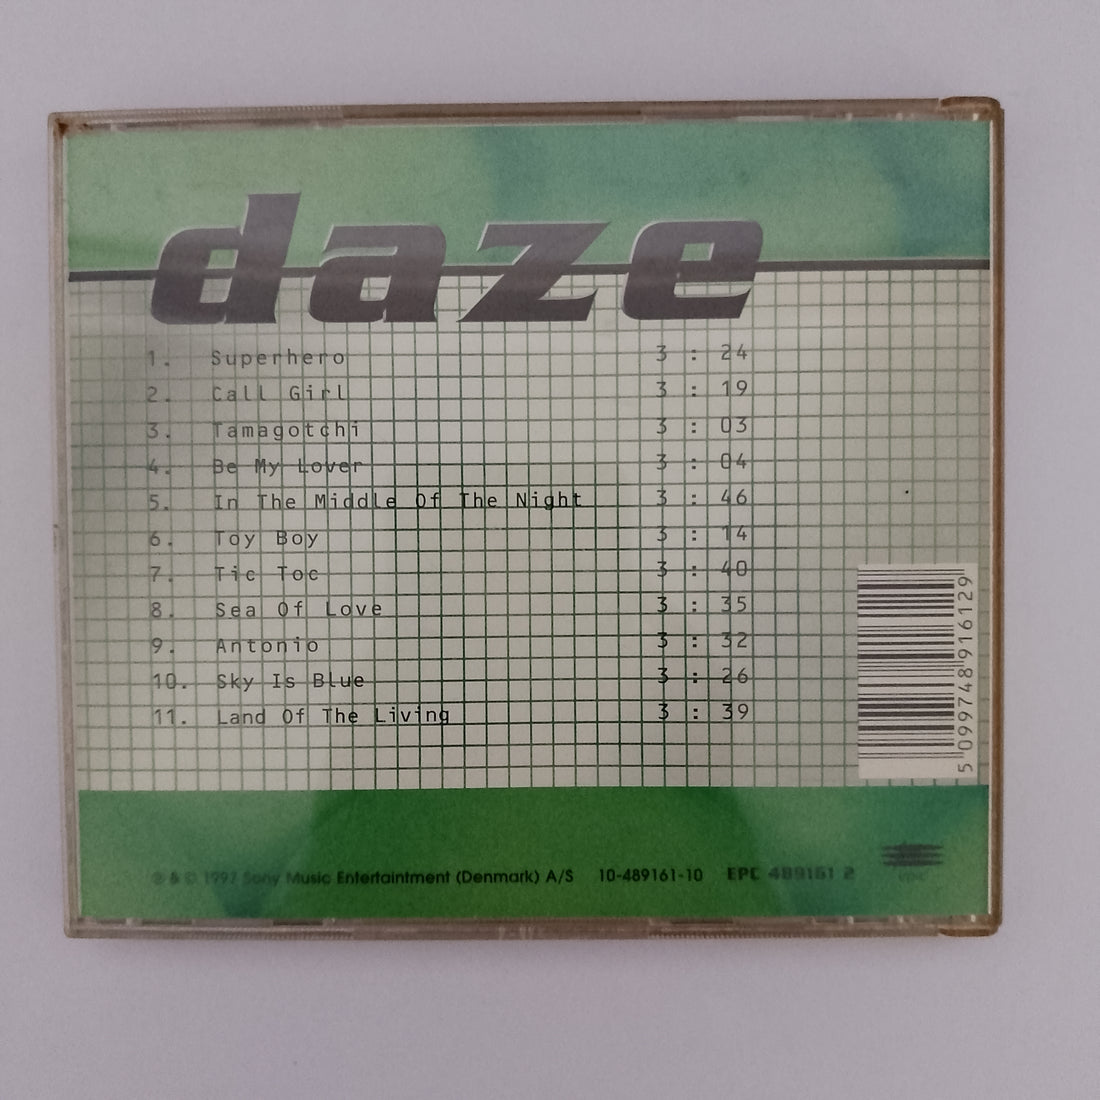 daze
1. Superhero 3 : 24
2. Call Girl 3 : 19
3. Tamagotchi 3 : 03
4. Be My Lover 3 : 04
5. In The Middle Of The Night 3 : 46
6. Toy Boy 3 : 14
7. Tic Toc 3 : 40
8. Sea Of Love 3 : 35
9. Antonio 3 : 32
10. Sky Is Blue 3 : 26
11. Land Of The Living 3 : 39
5 099748 916129
℗ & © 1997 Sony Music Entertaintment (Denmark) A/S 10-489161-10 EPC 489161 2